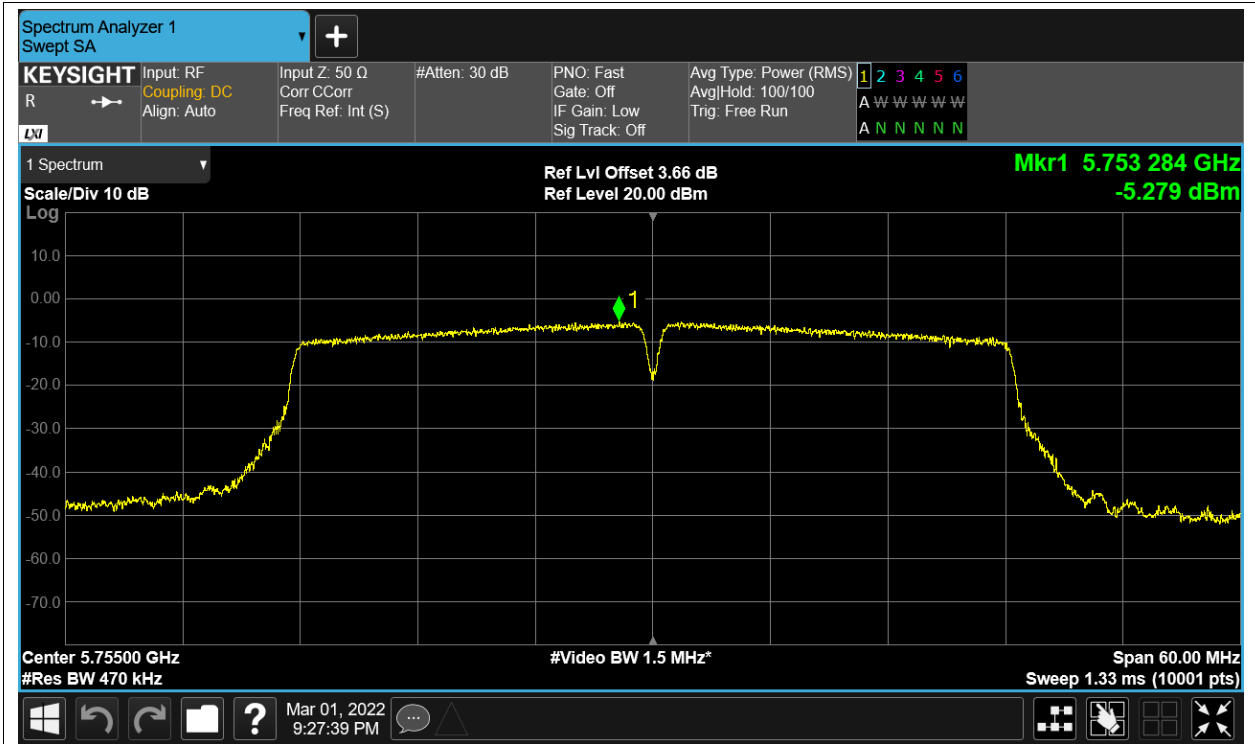 Spectrum Analyzer 1
Swept SA
KEYSIGHT
R
LXI
Input: RF
Coupling: DC
Align: Auto
Input Z: 50 Ω
Corr CCorr
Freq Ref: Int (S)
#Atten: 30 dB
PNO: Fast
Gate: Off
IF Gain: Low
Sig Track: Off
Avg Type: Power (RMS)
Avg|Hold: 100/100
Trig: Free Run
1 2 3 4 5 6
A W W W W W
A N N N N N
1 Spectrum
Scale/Div 10 dB
Log
Ref Lvl Offset 3.66 dB
Ref Level 20.00 dBm
Mkr1 5.753 284 GHz
-5.279 dBm
10.0
0.00
-10.0
-20.0
-30.0
-40.0
-50.0
-60.0
-70.0
1
Center 5.75500 GHz
#Res BW 470 kHz
#Video BW 1.5 MHz*
Span 60.00 MHz
Sweep 1.33 ms (10001 pts)
?
Mar 01, 2022
9:27:39 PM